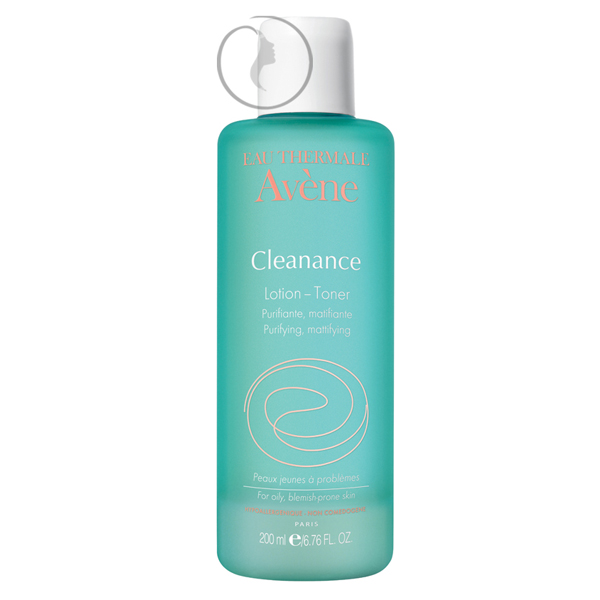 EAU THERMALE
Avène
Cleanance
Lotion – Toner
Purifiante, matifiante
Purifying, mattifying
Peaux jeunes à problèmes
For oily, blemish-prone skin
PARIS
200 ml e/6.76 FL. OZ.